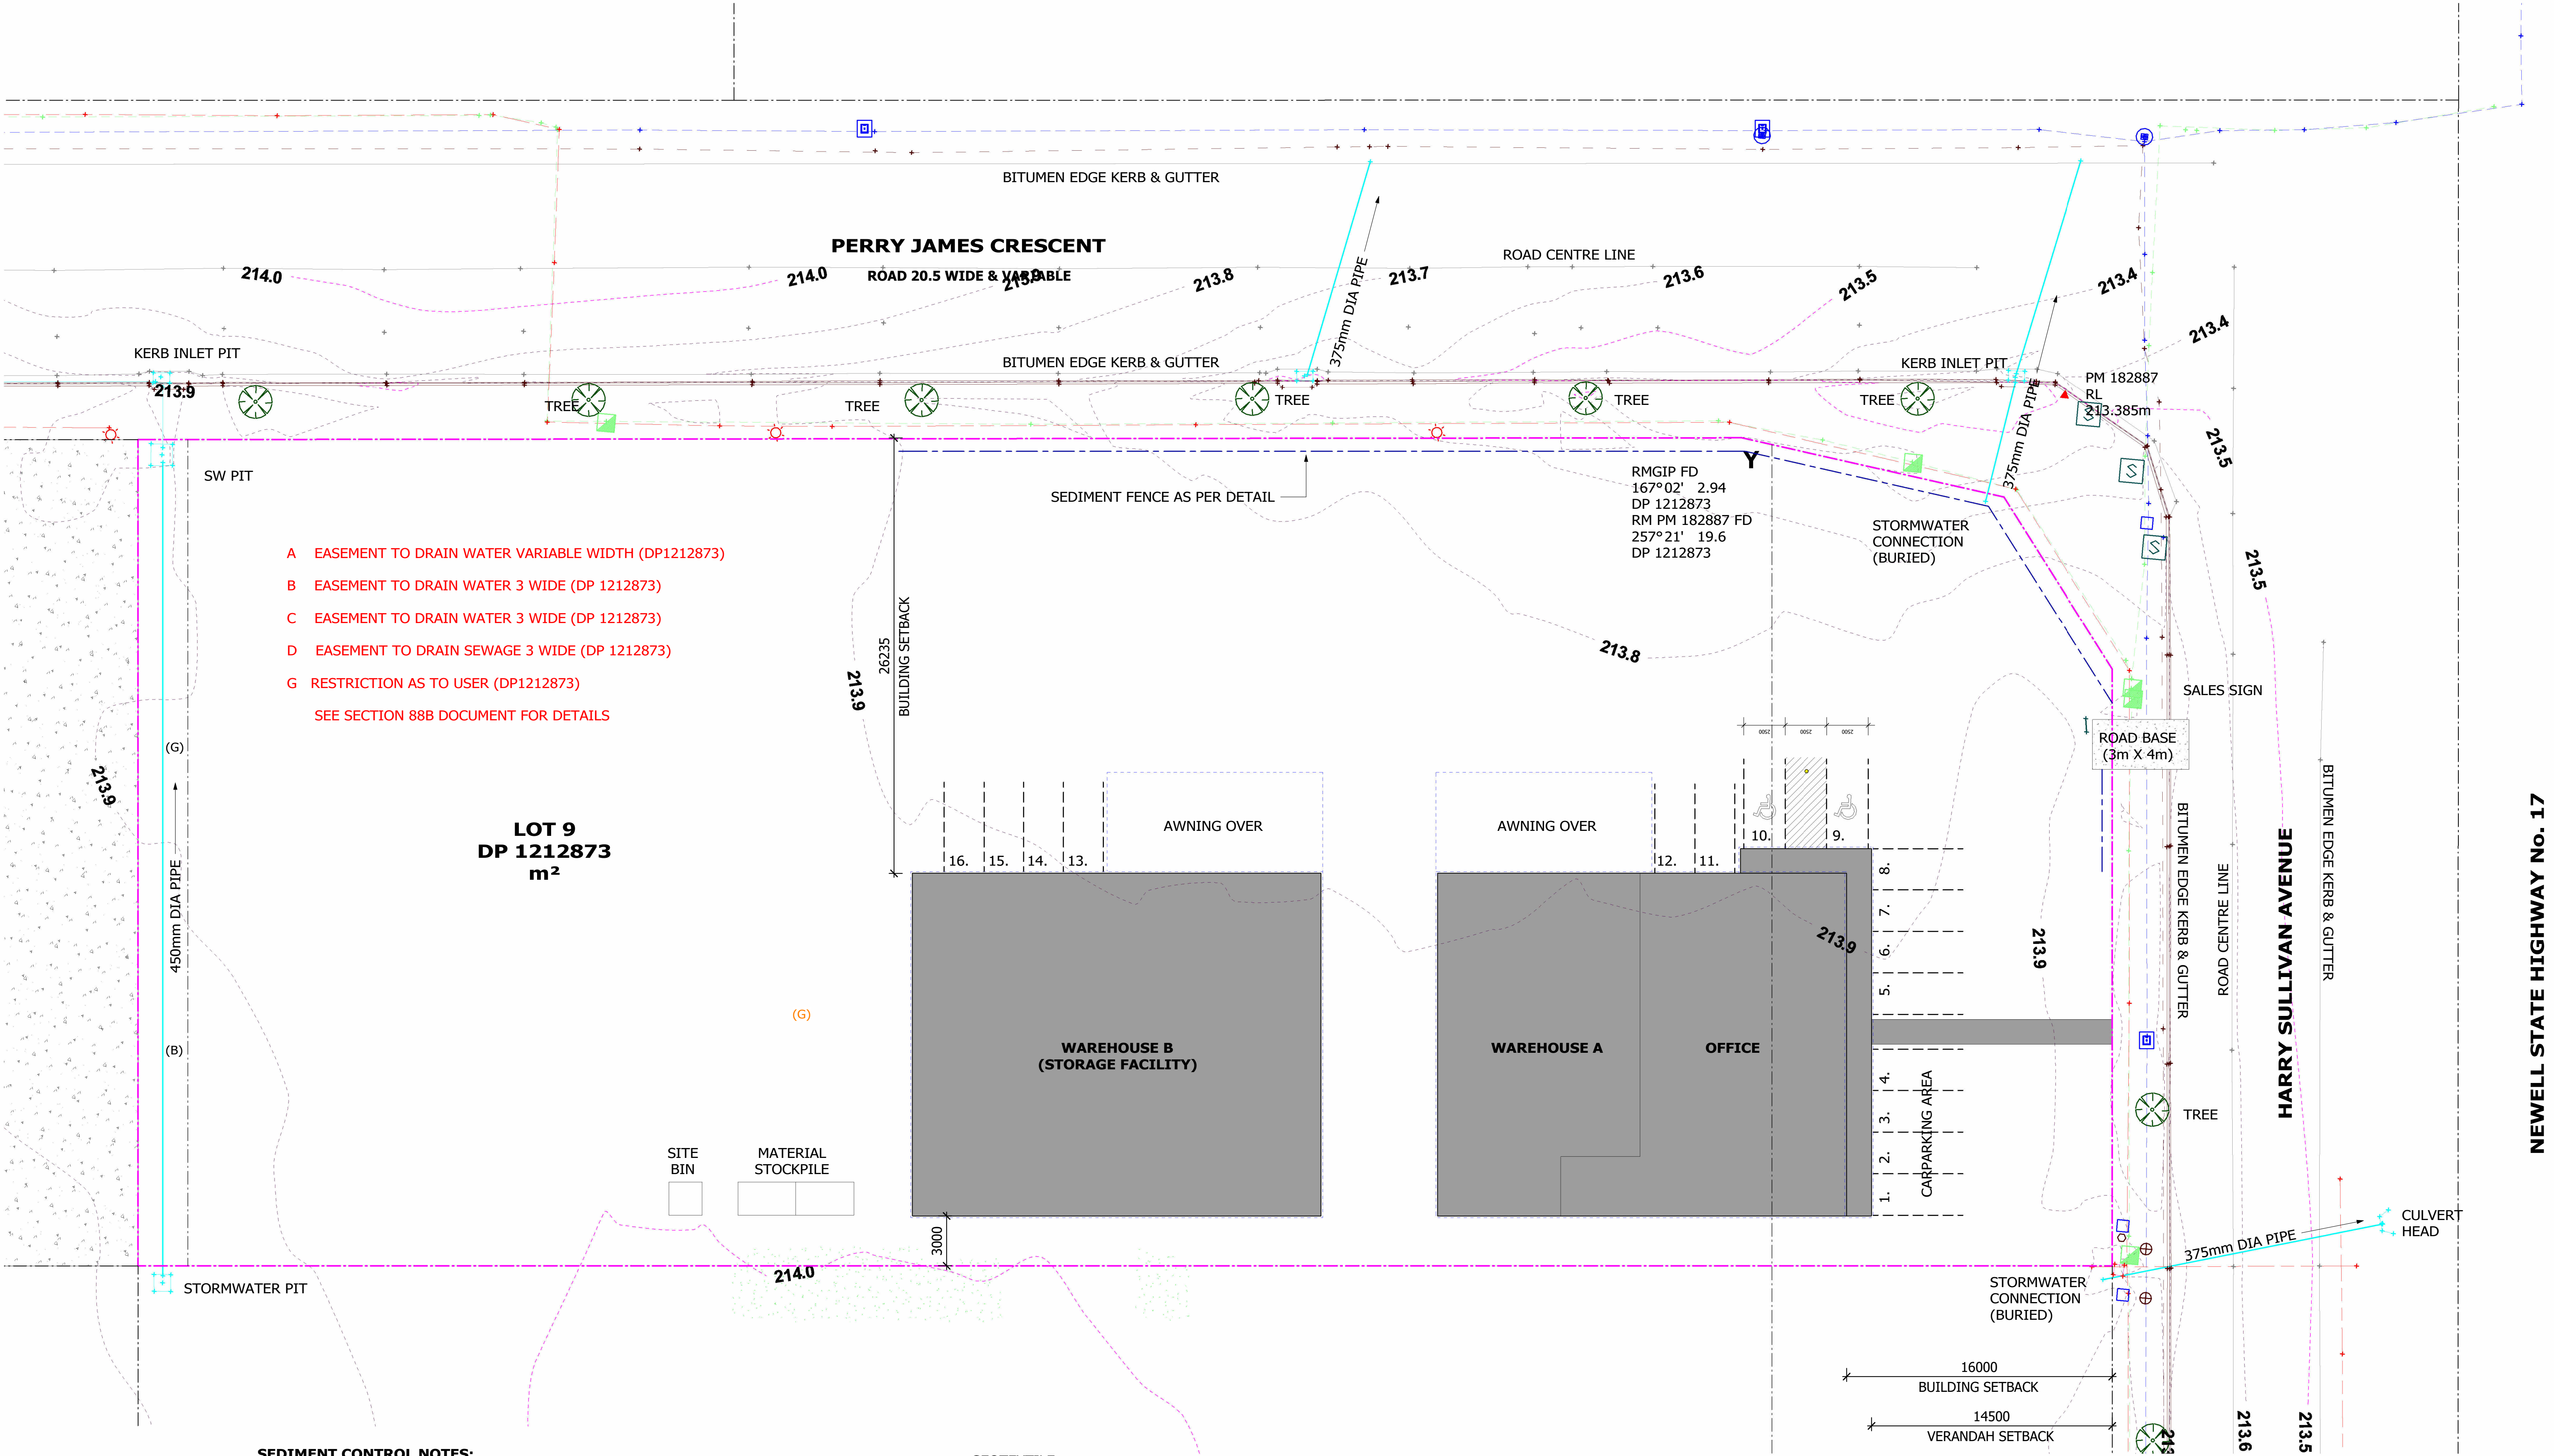 BITUMEN EDGE KERB & GUTTER
PERRY JAMES CRESCENT
ROAD 20.5 WIDE & VARIABLE
ROAD CENTRE LINE
214.0
214.0
213.9
213.8
213.7
213.6
213.5
213.4
213.4
375mm DIA PIPE
KERB INLET PIT
BITUMEN EDGE KERB & GUTTER
KERB INLET PIT
213.9
TREE
TREE
TREE
TREE
TREE
PM 182887
RL
213.385m
S
S
S
375mm DIA PIPE
213.5
SW PIT
Y
SEDIMENT FENCE AS PER DETAIL
RMGIP FD
167°02' 2.94
DP 1212873
RM PM 182887 FD
257°21' 19.6
DP 1212873
STORMWATER
CONNECTION
(BURIED)
A EASEMENT TO DRAIN WATER VARIABLE WIDTH (DP1212873)
B EASEMENT TO DRAIN WATER 3 WIDE (DP 1212873)
C EASEMENT TO DRAIN WATER 3 WIDE (DP 1212873)
D EASEMENT TO DRAIN SEWAGE 3 WIDE (DP 1212873)
G RESTRICTION AS TO USER (DP1212873)
SEE SECTION 88B DOCUMENT FOR DETAILS
26235
BUILDING SETBACK
213.9
213.8
213.5
SALES SIGN
ROAD BASE
(3m X 4m)
(G)
213.9
450mm DIA PIPE
(B)
LOT 9
DP 1212873
m²
(G)
2500
2500
2500
AWNING OVER
AWNING OVER
16.
15.
14.
13.
12.
11.
10.
9.
8.
7.
6.
5.
4.
3.
2.
1.
CARPARKING AREA
213.9
213.9
WAREHOUSE B
(STORAGE FACILITY)
WAREHOUSE A
OFFICE
BITUMEN EDGE KERB & GUTTER
ROAD CENTRE LINE
HARRY SULLIVAN AVENUE
BITUMEN EDGE KERB & GUTTER
NEWELL STATE HIGHWAY No. 17
TREE
SITE
BIN
MATERIAL
STOCKPILE
3000
214.0
STORMWATER PIT
375mm DIA PIPE
CULVERT
HEAD
STORMWATER
CONNECTION
(BURIED)
16000
BUILDING SETBACK
14500
VERANDAH SETBACK
213.6
213.5
SEDIMENT CONTROL NOTES: